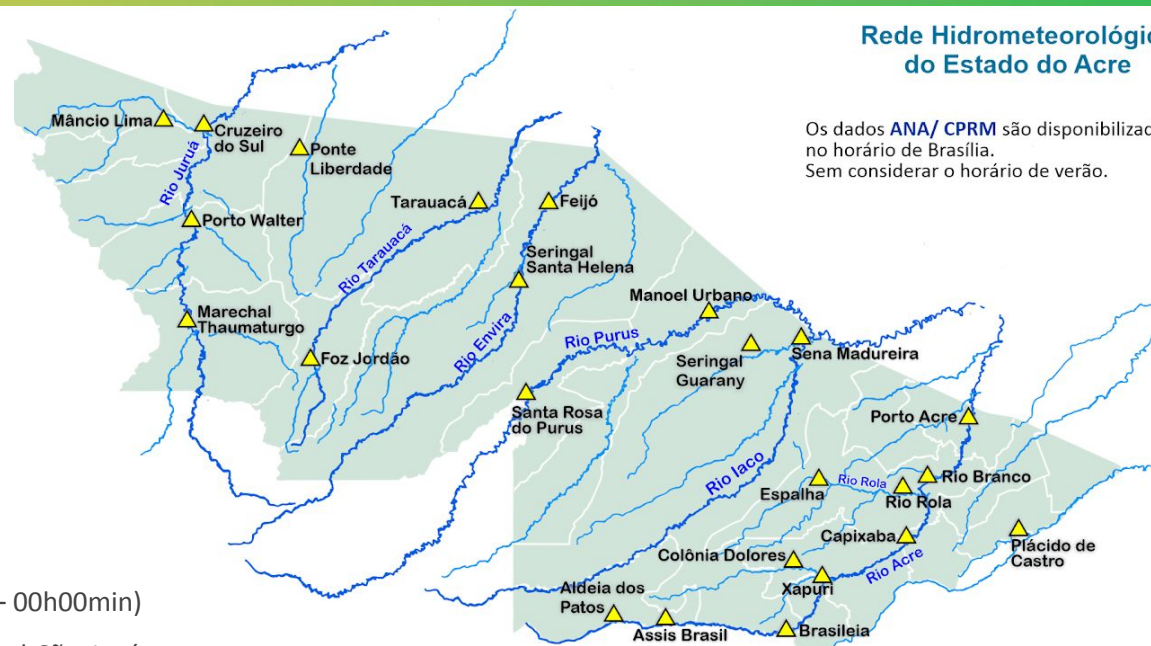 Rede Hidrometeorológi
do Estado do Acre
Os dados ANA/ CPRM são disponibiliza
no horário de Brasília.
Sem considerar o horário de verão.
Mâncio Lima
Cruzeiro
do Sul
Ponte
Liberdade
Rio Juruá
Porto Walter
Tarauacá
Feijó
Rio Tarauacá
Seringal
Santa Helena
Marechal
Thaumaturgo
Foz Jordão
Rio Envira
Manoel Urbano
Rio Purus
Seringal
Guarany
Sena Madureira
Santa Rosa
do Purus
Porto Acre
Rio Iaco
Espalha
Rio Rola
Rio Rola
Rio Branco
Capixaba
Plácido de
Castro
Colônia Dolores
Rio Acre
Xapuri
Aldeia dos
Patos
Assis Brasil
Brasileia
- 00h00min)